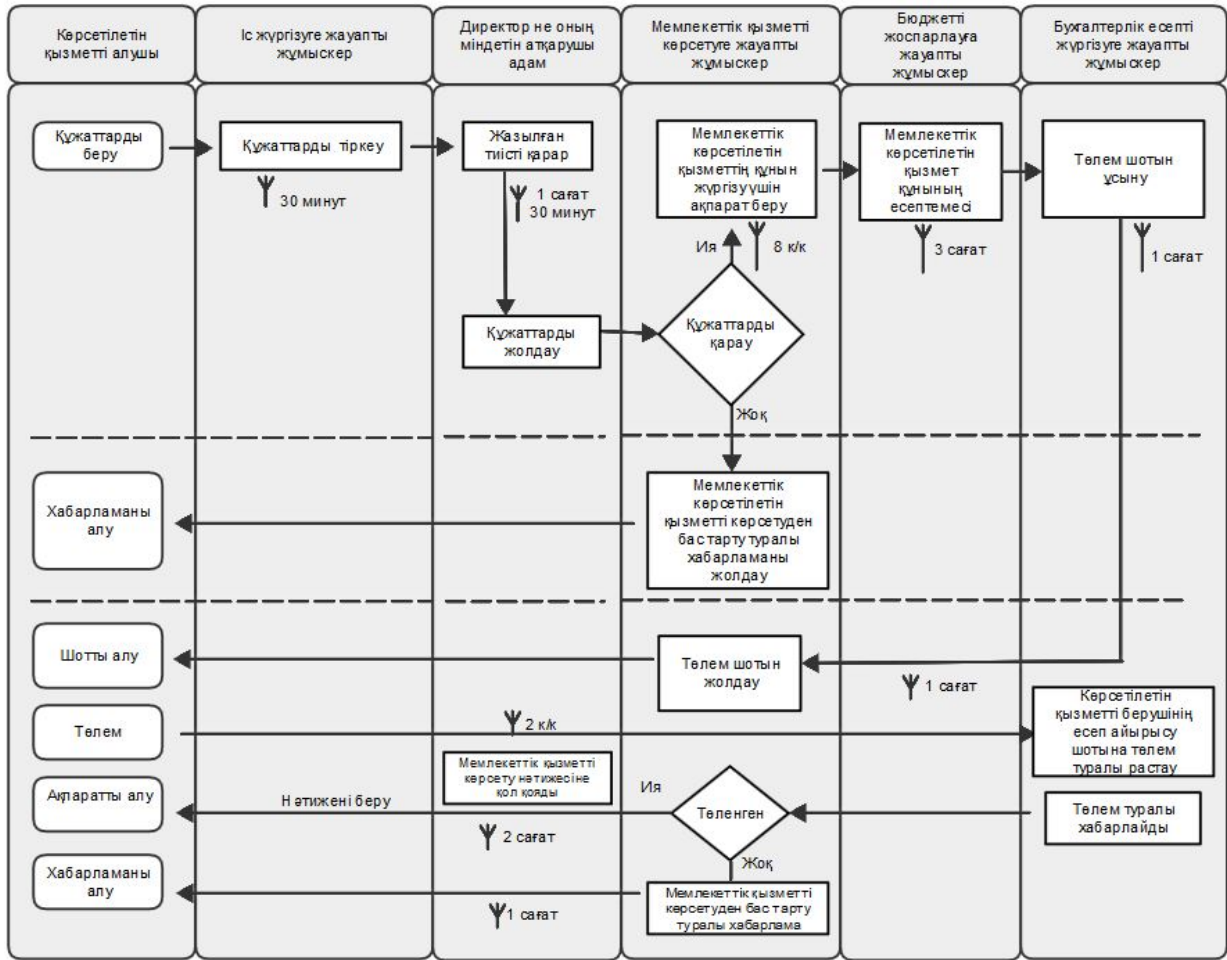 Көрсетілетін
қызметті алушы
Іс жүргізуге жауапты
жұмыскер
Директор не оның
міндетін атқарушы
адам
Мемлекеттік қызметті
көрсетуге жауапты
жұмыскер
Бюджетті
жоспарлауға
жауапты
жұмыскер
Бухгалтерлік есепті
жүргізуге жауапты
жұмыскер
Құжаттарды
беру
Құжаттарды тіркеу
30 минут
Жазылған
тиісті қарар
1 сағат
30 минут
Құжаттарды
жолдау
Мемлекеттік
көрсетілетін
қызметтің құнын
жүргізу үшін
ақпарат беру
Ия
8 к/к
Құжаттарды
қарау
Жоқ
Мемлекеттік
көрсетілетін
қызмет
құнының
есептемесі
3 сағат
Төлем шотын
ұсыну
1 сағат
Хабарламаны
алу
Мемлекеттік
көрсетілетін
қызметті көрсетуден
бас тарту туралы
хабарламаны
жолдау
Шотты алу
Төлем шотын
жолдау
1 сағат
Төлем
2 к/к
Көрсетілетін
қызметті берушінің
есеп айырысу
шотына төлем
туралы растау
Ақпаратты алу
Нәтижені беру
Мемлекеттік қызметті
көрсету нәтижесіне
қол қояды
2 сағат
Ия
Төленген
Жоқ
Төлем туралы
хабарлайды
Хабарламаны
алу
1 сағат
Мемлекеттік қызметті
көрсетуден бас тарту
туралы хабарлама